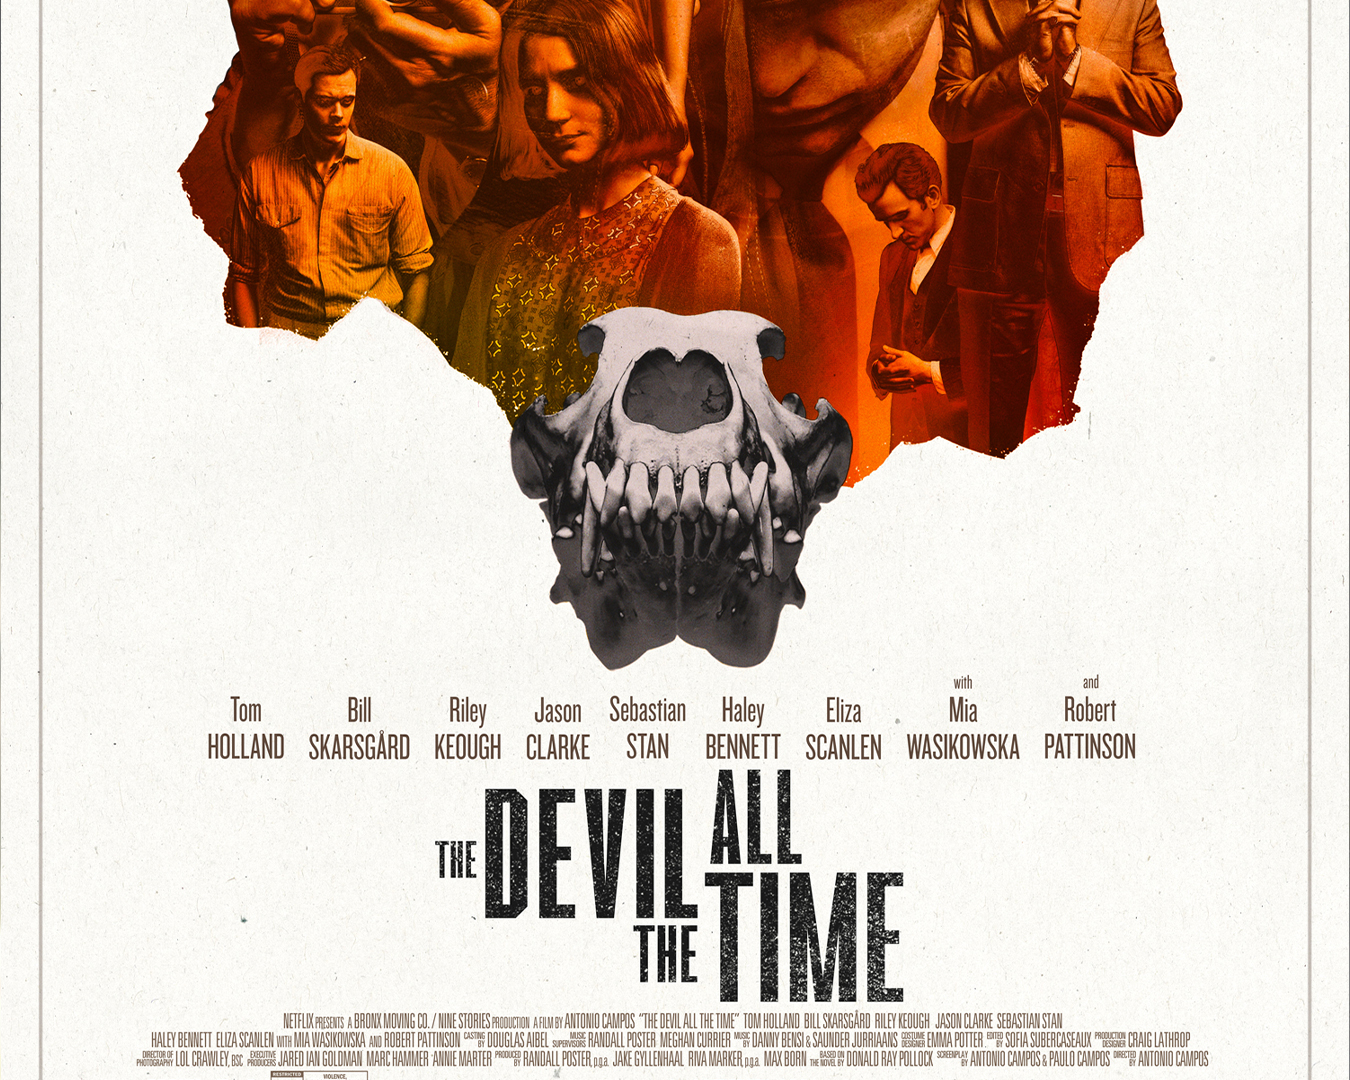 with and
Tom Bill Riley Jason Sebastian Haley Eliza Mia Robert
HOLLAND SKARSGÅRD KEOUGH CLARKE STAN BENNETT SCANLEN WASIKOWSKA PATTINSON
THE DEVIL ALL
THE TIME
NETFLIX PRESENTS A BRONX MOVING CO. / NINE STORIES PRODUCTION A FILM BY ANTONIO CAMPOS "THE DEVIL ALL THE TIME" TOM HOLLAND BILL SKARSGÅRD RILEY KEOUGH JASON CLARKE SEBASTIAN STAN
HALEY BENNETT ELIZA SCANLEN WITH MIA WASIKOWSKA AND ROBERT PATTINSON CASTING BY DOUGLAS AIBEL MUSIC SUPERVISORS RANDALL POSTER MEGHAN CURRIER MUSIC BY DANNY BENSI & SAUNDER JURRIAANS COSTUME DESIGNER EMMA POTTER EDITED BY SOFÍA SUBERCASEAUX PRODUCTION DESIGNER CRAIG LATHROP
DIRECTOR OF PHOTOGRAPHY LOL CRAWLEY, BSC EXECUTIVE PRODUCERS JARED IAN GOLDMAN MARC HAMMER ANNIE MARTER PRODUCED BY RANDALL POSTER, p.g.a. JAKE GYLLENHAAL RIVA MARKER, p.g.a. MAX BORN BASED ON THE NOVEL BY DONALD RAY POLLOCK SCREENPLAY BY ANTONIO CAMPOS & PAULO CAMPOS DIRECTED BY ANTONIO CAMPOS
RESTRICTED VIOLENCE,